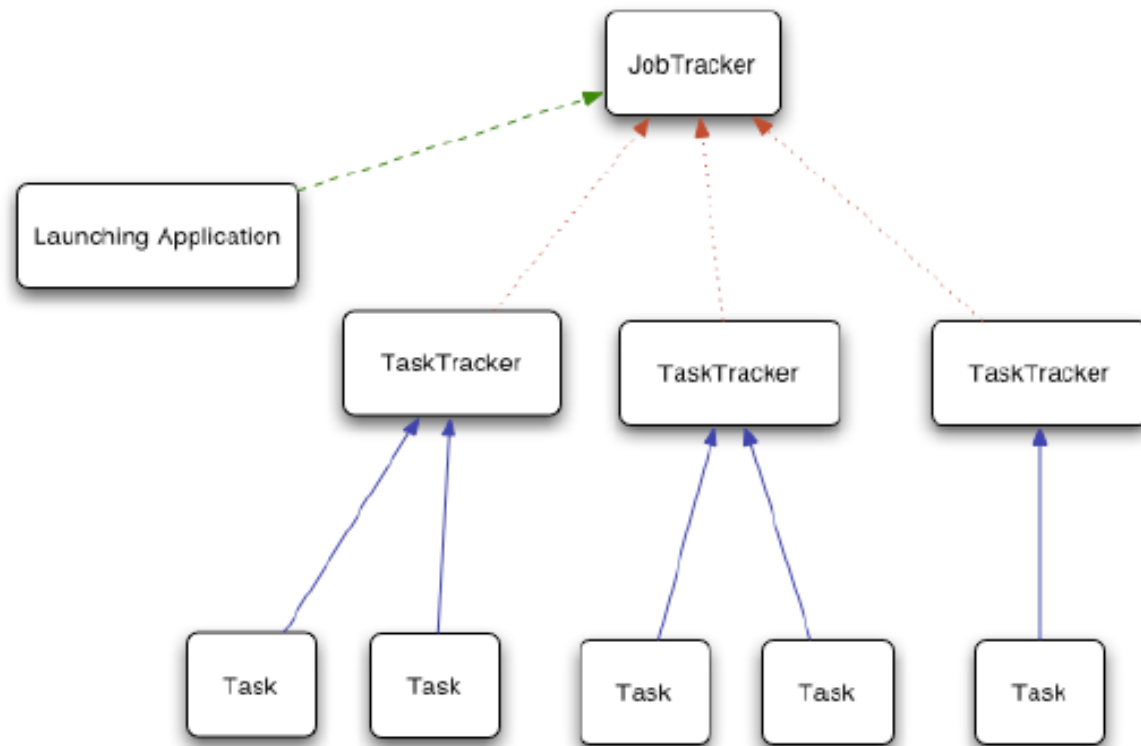 JobTracker
Launching Application
TaskTracker
TaskTracker
TaskTracker
Task
Task
Task
Task
Task